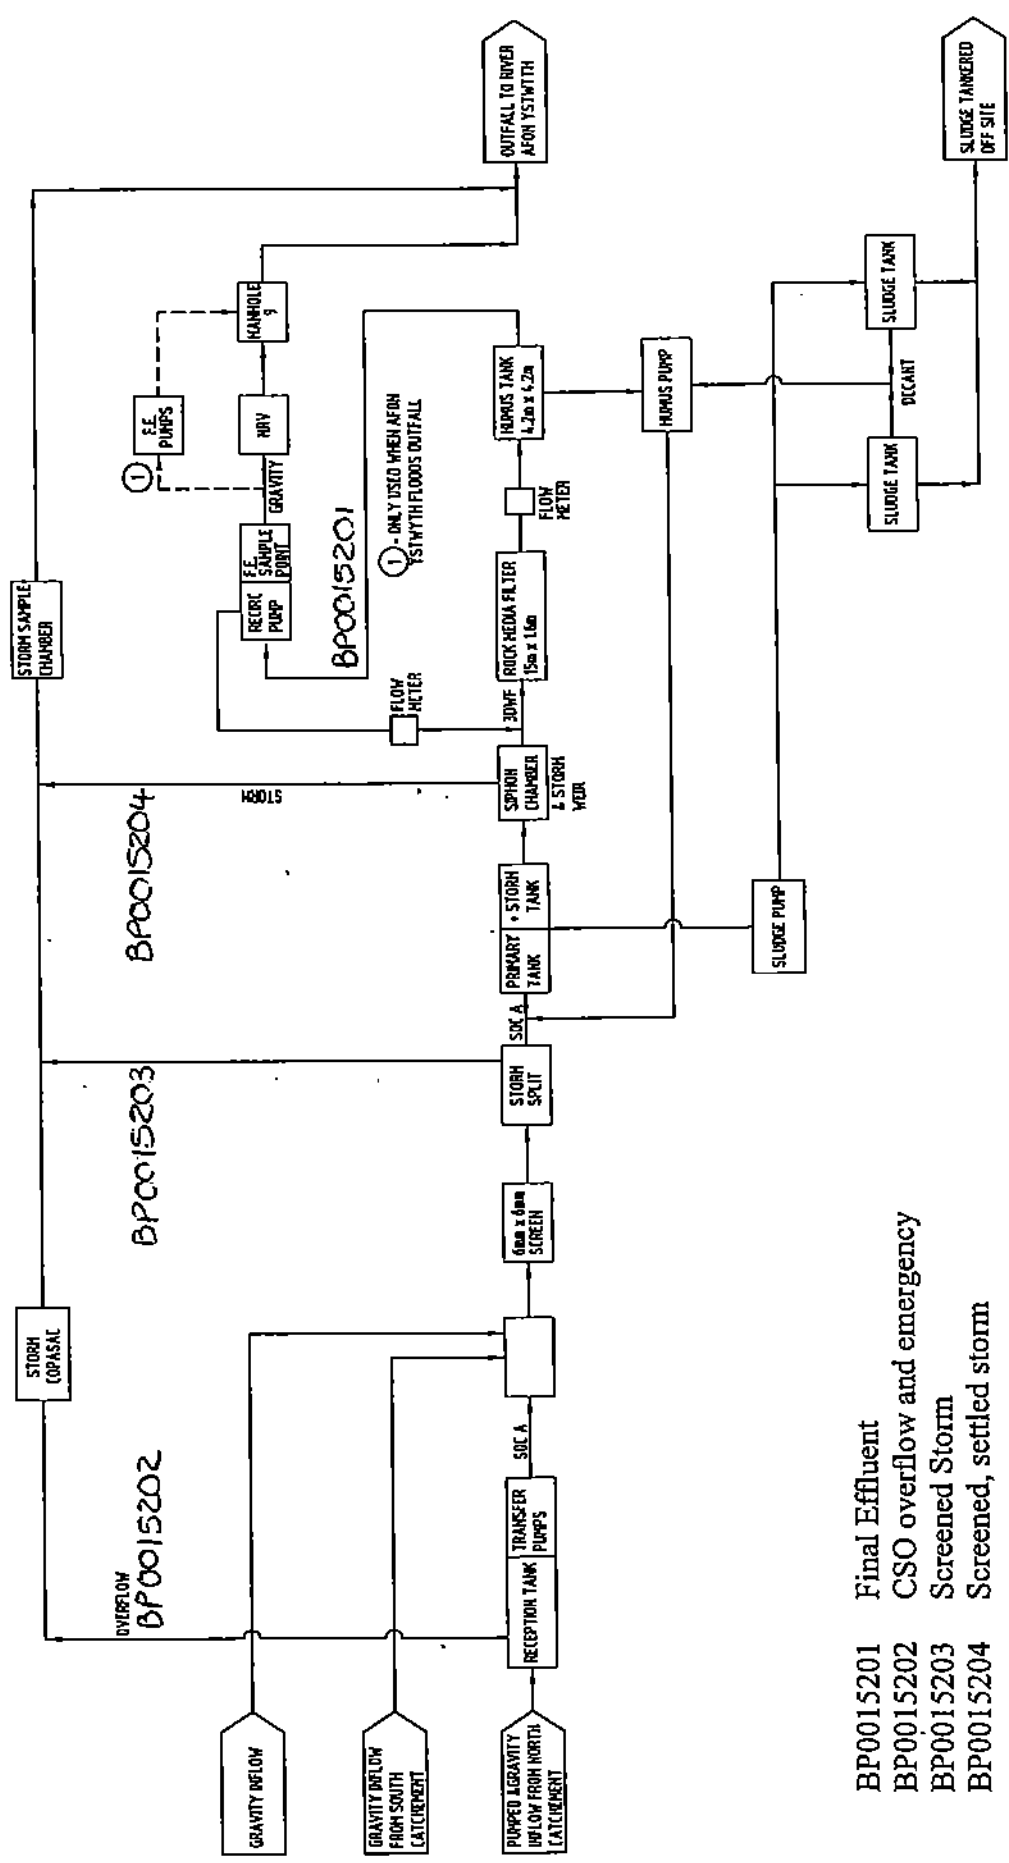 GRAVITY INFLOW
GRAVITY INFLOW
FROM SOUTH
CATCHEMENT
PUMPED & GRAVITY
INFLOW FROM NORTH
CATCHEMENT
OVERFLOW
BP0015202
RECEPTION TANK
TRANSFER
PUMPS
SOC A
STORM
COPASAC
6mm x 6mm
SCREEN
BP0015203
STORM
SPLIT
SOC A
PRIMARY
TANK
+ STORM
TANK
BP0015204
STORM
SIPHON
CHAMBER
& STORM
WEIR
3DWF
FLOW
METER
ROCK MEDIA FILTER
15m x 1.6m
FLOW
METER
HUMUS TANK
4.2m x 4.2m
STORM SAMPLE
CHAMBER
RECIRC
PUMP
F.E.
SAMPLE
POINT
GRAVITY
NRV
1
F.E.
PUMPS
MANHOLE
9
BP0015201
1 - ONLY USED WHEN AFON
YSTWYTH FLOODS OUTFALL
OUTFALL TO RIVER
AFON YSTWTTH
HUMUS PUMP
SLUDGE PUMP
SLUDGE TANK
DECANT
SLUDGE TANK
SLUDGE TANKERED
OFF SITE
BP0015201 Final Effluent
BP0015202 CSO overflow and emergency
BP0015203 Screened Storm
BP0015204 Screened, settled storm